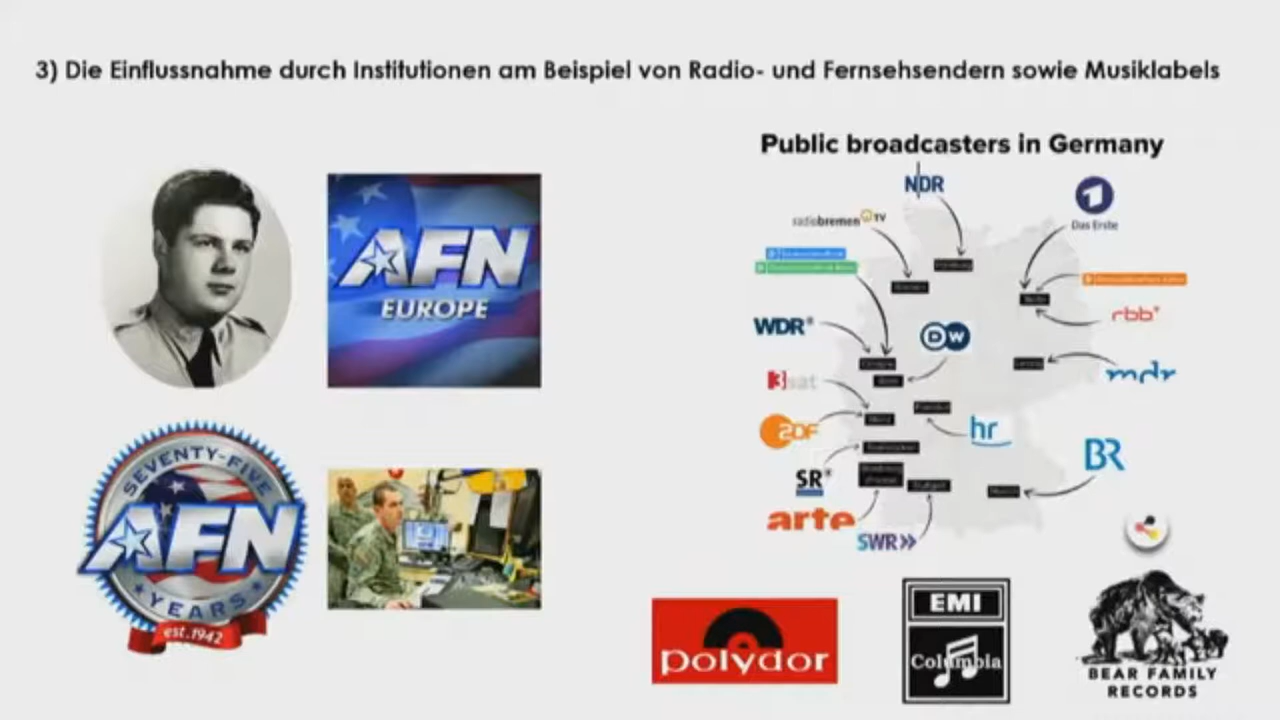 3) Die Einflussnahme durch Institutionen am Beispiel von Radio- und Fernsehsendern sowie Musiklabels
Public broadcasters in Germany
NDR
Das Erste
radiobremen TV
WDR
DW
rbb
3sat
mdr
ZDF
hr
BR
SR
arte
SWR
AFN
EUROPE
SEVENTY-FIVE
AFN
YEARS
est.1942
polydor
EMI
Columbia
BEAR FAMILY
RECORDS